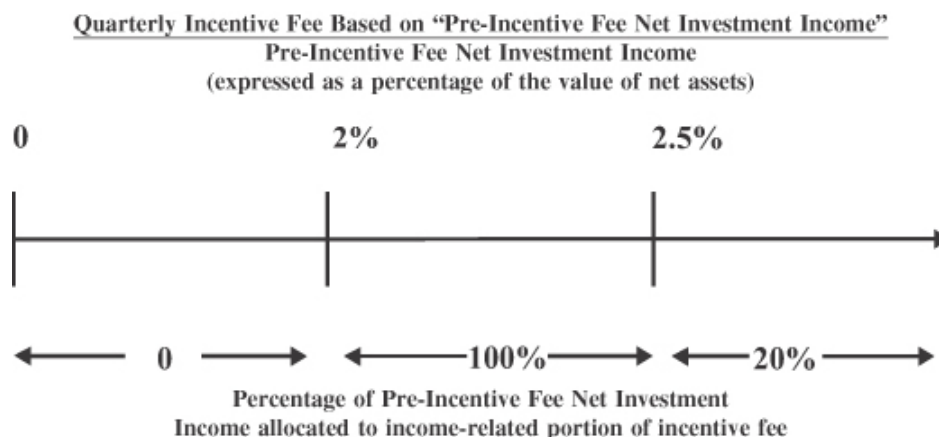 Quarterly Incentive Fee Based on “Pre-Incentive Fee Net Investment Income”
Pre-Incentive Fee Net Investment Income
(expressed as a percentage of the value of net assets)
0 2% 2.5%
0 100% 20%
Percentage of Pre-Incentive Fee Net Investment
Income allocated to income-related portion of incentive fee